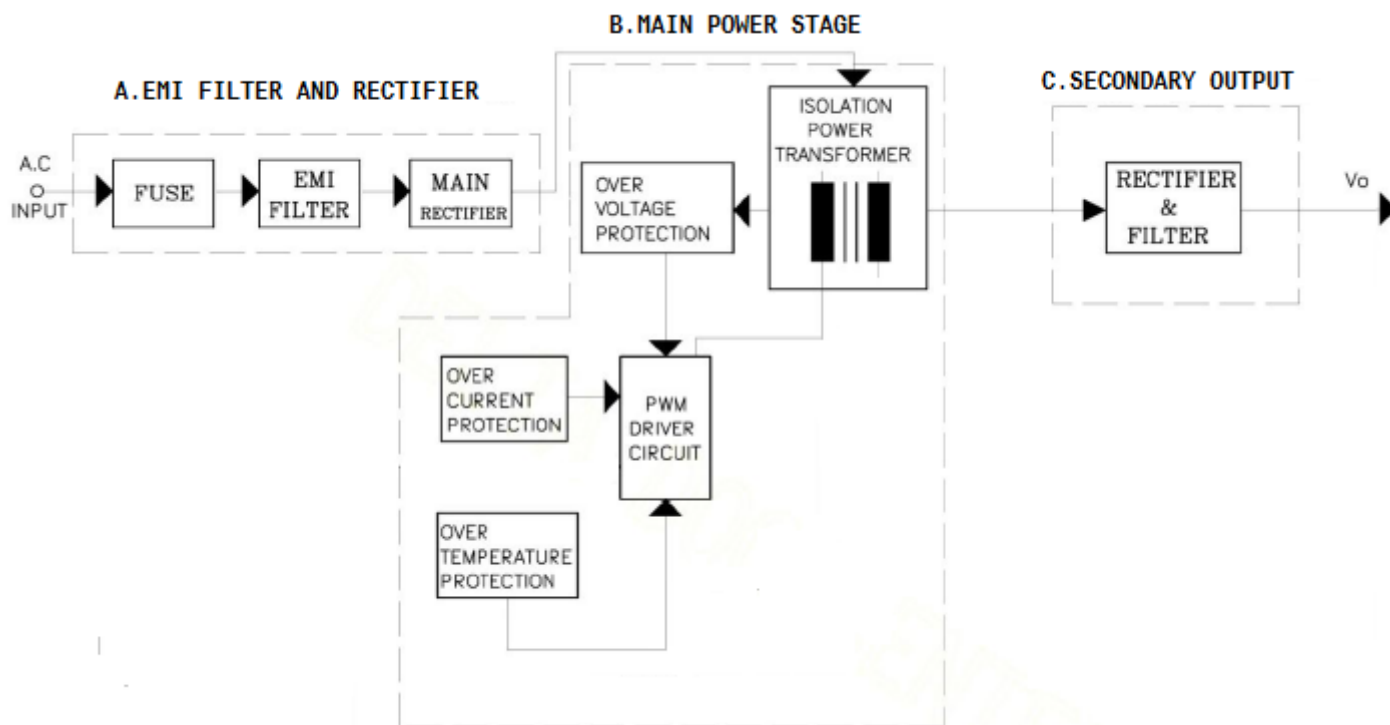 B.MAIN POWER STAGE
A.EMI FILTER AND RECTIFIER
C.SECONDARY OUTPUT
A.C
INPUT
FUSE
EMI
FILTER
MAIN
RECTIFIER
ISOLATION
POWER
TRANSFORMER
OVER
VOLTAGE
PROTECTION
RECTIFIER
&
FILTER
Vo
OVER
CURRENT
PROTECTION
PWM
DRIVER
CIRCUIT
OVER
TEMPERATURE
PROTECTION